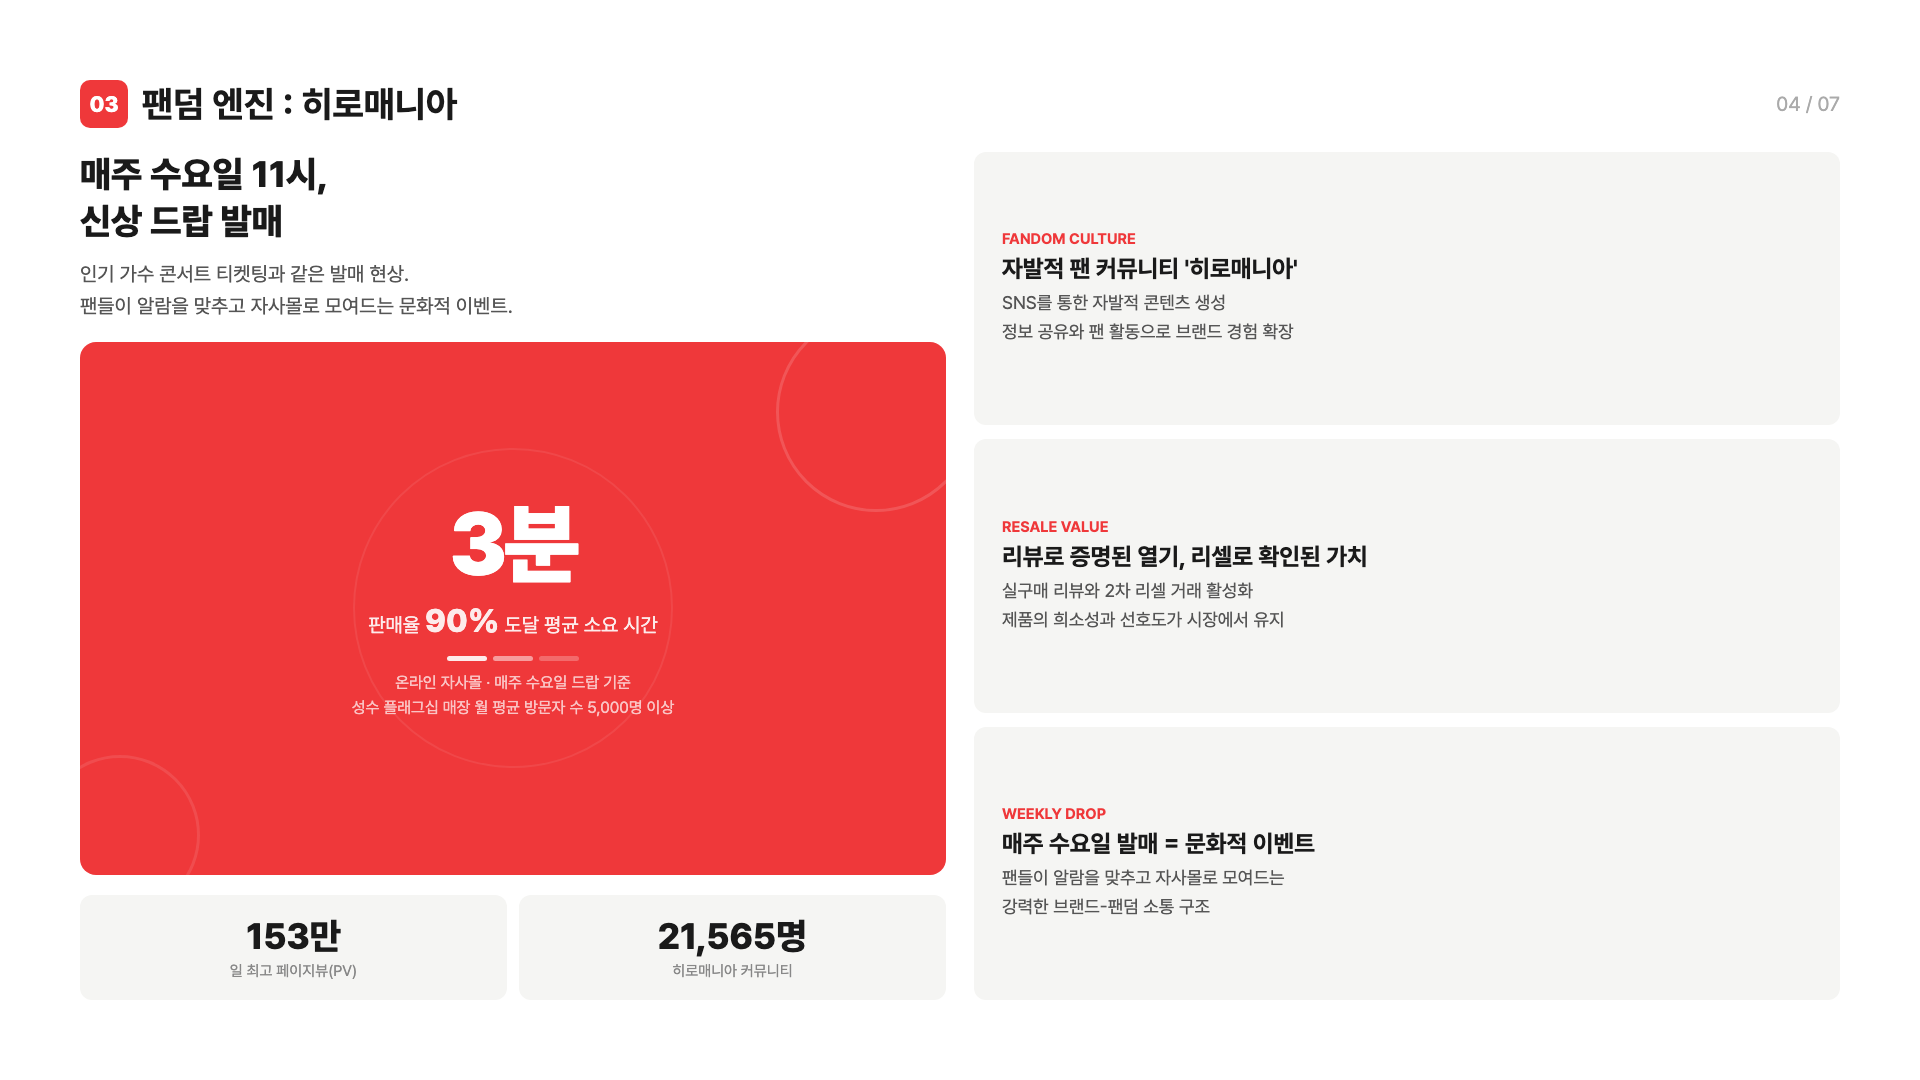 03 팬덤 엔진 : 히로매니아
04 / 07
매주 수요일 11시,
신상 드랍 발매
인기 가수 콘서트 티켓팅과 같은 발매 현상.
팬들이 알람을 맞추고 자사몰로 모여드는 문화적 이벤트.
3분
판매율 90% 도달 평균 소요 시간
온라인 자사몰 · 매주 수요일 드랍 기준
성수 플래그십 매장 월 평균 방문자 수 5,000명 이상
153만
일 최고 페이지뷰(PV)
21,565명
히로매니아 커뮤니티
FANDOM CULTURE
자발적 팬 커뮤니티 '히로매니아'
SNS를 통한 자발적 콘텐츠 생성
정보 공유와 팬 활동으로 브랜드 경험 확장
RESALE VALUE
리뷰로 증명된 열기, 리셀로 확인된 가치
실구매 리뷰와 2차 리셀 거래 활성화
제품의 희소성과 선호도가 시장에서 유지
WEEKLY DROP
매주 수요일 발매 = 문화적 이벤트
팬들이 알람을 맞추고 자사몰로 모여드는
강력한 브랜드-팬덤 소통 구조